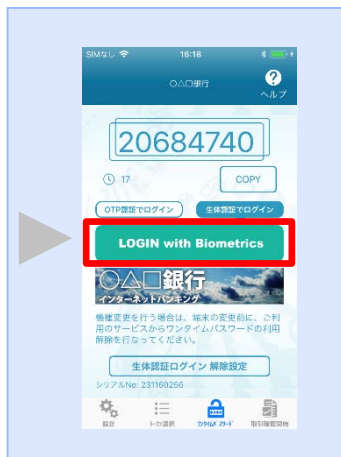 SIMなし 16:18
○△□銀行
?
ヘルプ
20684740
17 COPY
OTP認証でログイン 生体認証でログイン
LOGIN with Biometrics
○△□銀行
インターネットバンキング
機種変更を行う場合は、端末の変更前に、ご利
用のサービスからワンタイムパスワードの利用
解除を行なってください。
生体認証ログイン 解除設定
シリアルNo: 231160256
設定 トークン選択 ワンタイムパスワード 取引確認開始